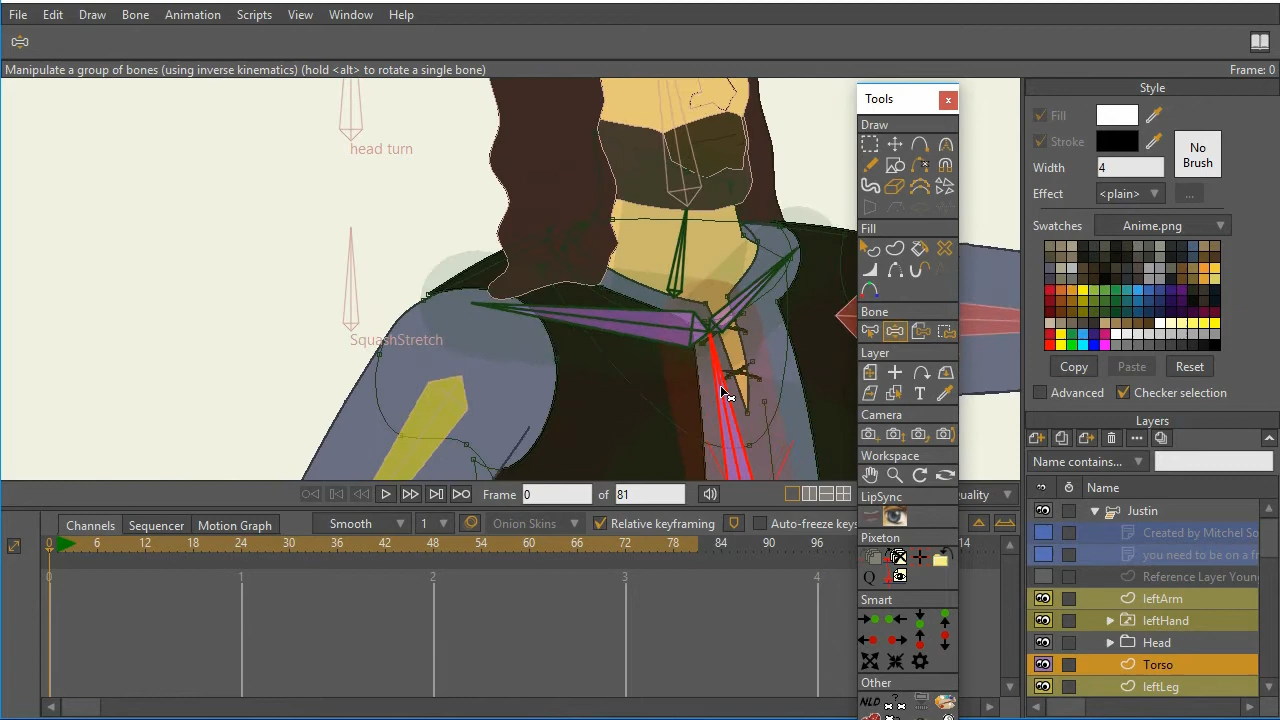 File Edit Draw Bone Animation Scripts View Window Help
Manipulate a group of bones (using inverse kinematics) (hold <alt> to rotate a single bone) Frame: 0
head turn
SquashStretch
Tools x
Draw
Fill
Bone
Layer
Camera
Workspace
LipSync
Pixeton
Q
Smart
Other
NLD
Style
Fill
Stroke
No Brush
Width 4
Effect <plain> ...
Swatches Anime.png
Copy Paste Reset
Advanced Checker selection
Layers
Name contains...
Name
Justin
Created by Mitchel So
you need to be on a fr
Reference Layer Youn
leftArm
leftHand
Head
Torso
leftLeg
Frame 0 of 81 Quality
Channels Sequencer Motion Graph Smooth 1 Onion Skins Relative keyframing Auto-freeze keys
0 6 12 18 24 30 36 42 48 54 60 66 72 78 84 90 96 14
0 1 2 3 4